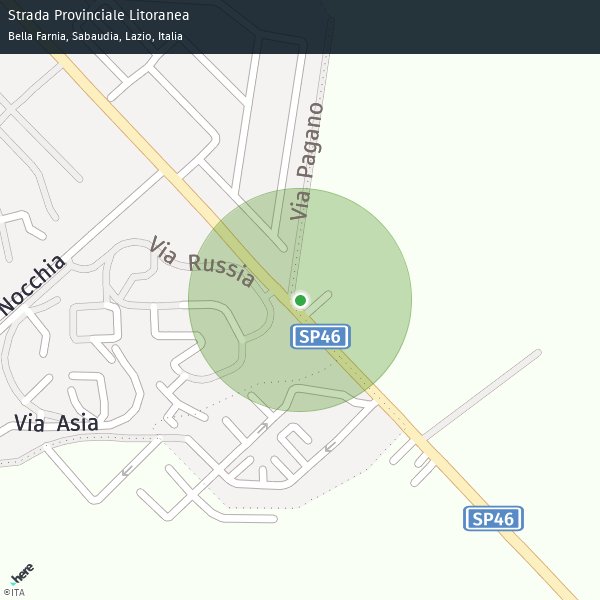 Strada Provinciale Litoranea
Bella Farnia, Sabaudia, Lazio, Italia
Via Pagano
Via Russia
Nocchia
SP46
Via Asia
SP46
here
©ITA